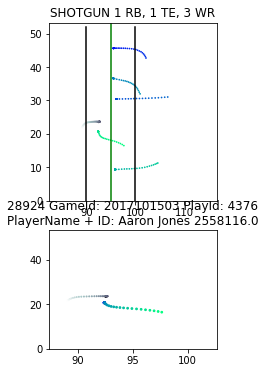 SHOTGUN 1 RB, 1 TE, 3 WR
50
40
30
20
10
0
90 100 110
28924 GameId: 2017101503 PlayId: 4376
PlayerName + ID: Aaron Jones 2558116.0
40
20
0
90 95 100